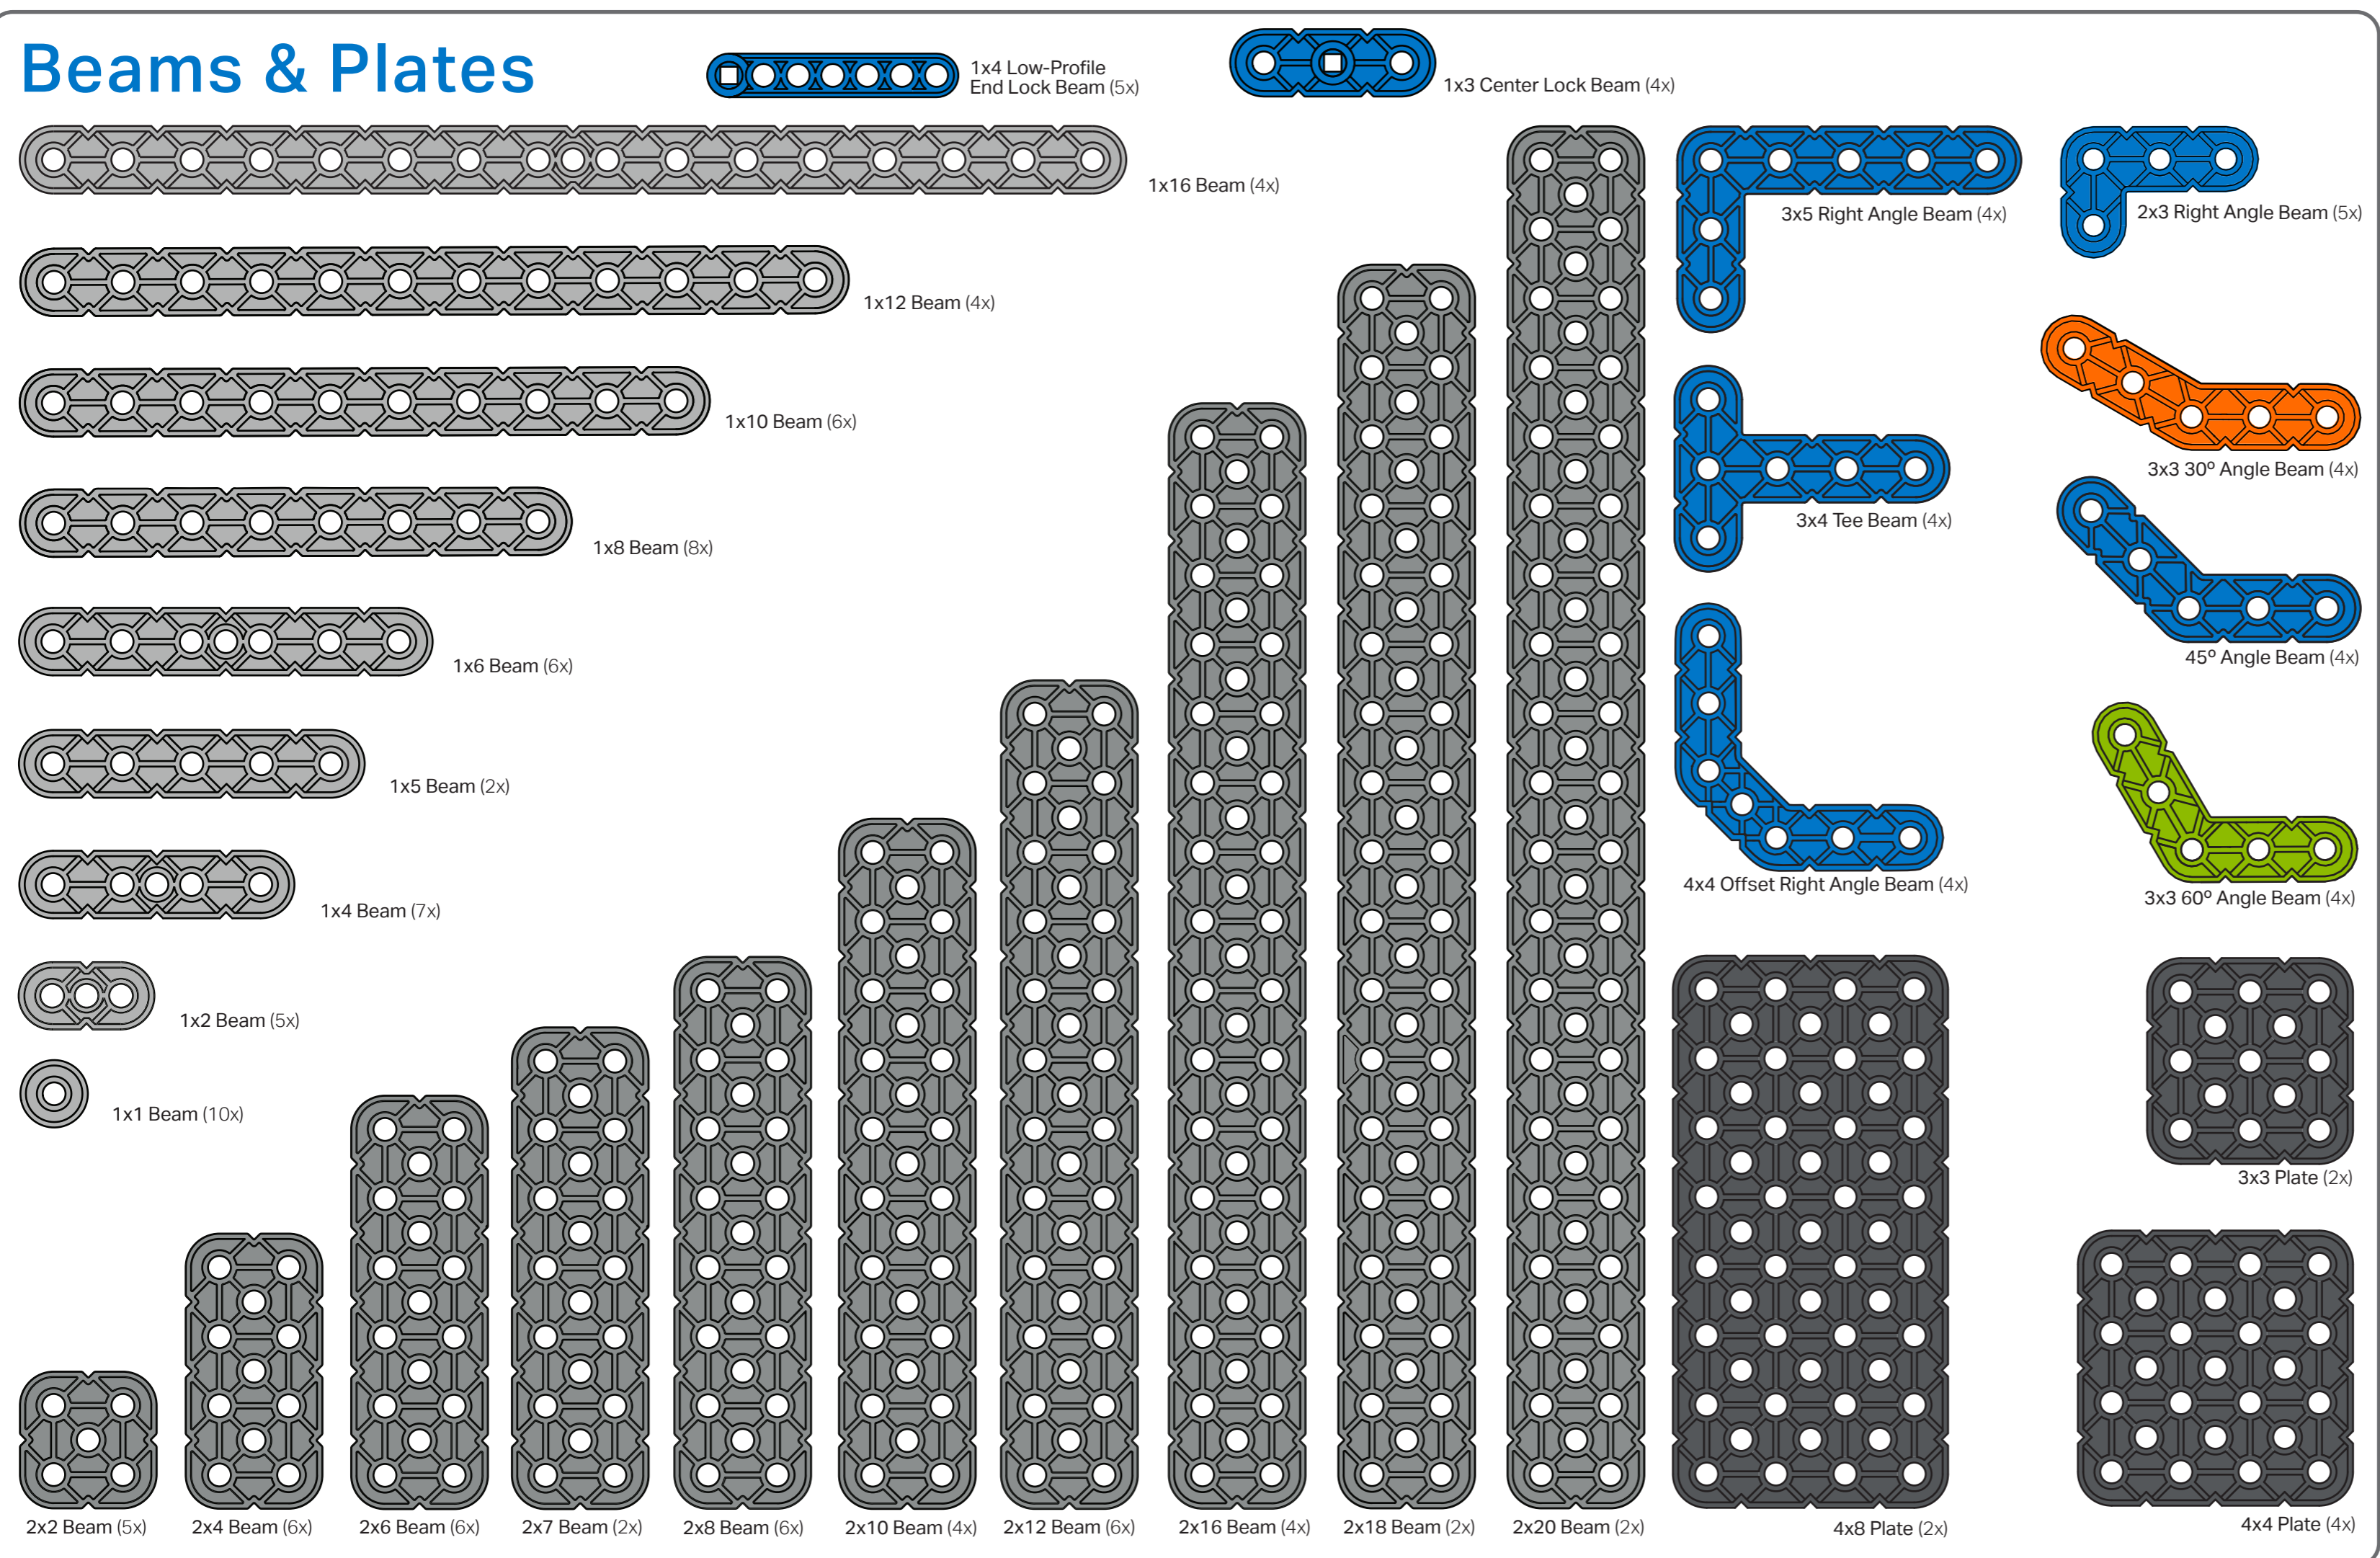 Beams & Plates
1x4 Low-Profile
End Lock Beam (5x)
1x3 Center Lock Beam (4x)
1x16 Beam (4x)
3x5 Right Angle Beam (4x)
2x3 Right Angle Beam (5x)
1x12 Beam (4x)
1x10 Beam (6x)
3x3 30º Angle Beam (4x)
1x8 Beam (8x)
3x4 Tee Beam (4x)
1x6 Beam (6x)
45º Angle Beam (4x)
1x5 Beam (2x)
4x4 Offset Right Angle Beam (4x)
3x3 60º Angle Beam (4x)
1x4 Beam (7x)
1x2 Beam (5x)
1x1 Beam (10x)
3x3 Plate (2x)
2x2 Beam (5x)
2x4 Beam (6x)
2x6 Beam (6x)
2x7 Beam (2x)
2x8 Beam (6x)
2x10 Beam (4x)
2x12 Beam (6x)
2x16 Beam (4x)
2x18 Beam (2x)
2x20 Beam (2x)
4x8 Plate (2x)
4x4 Plate (4x)